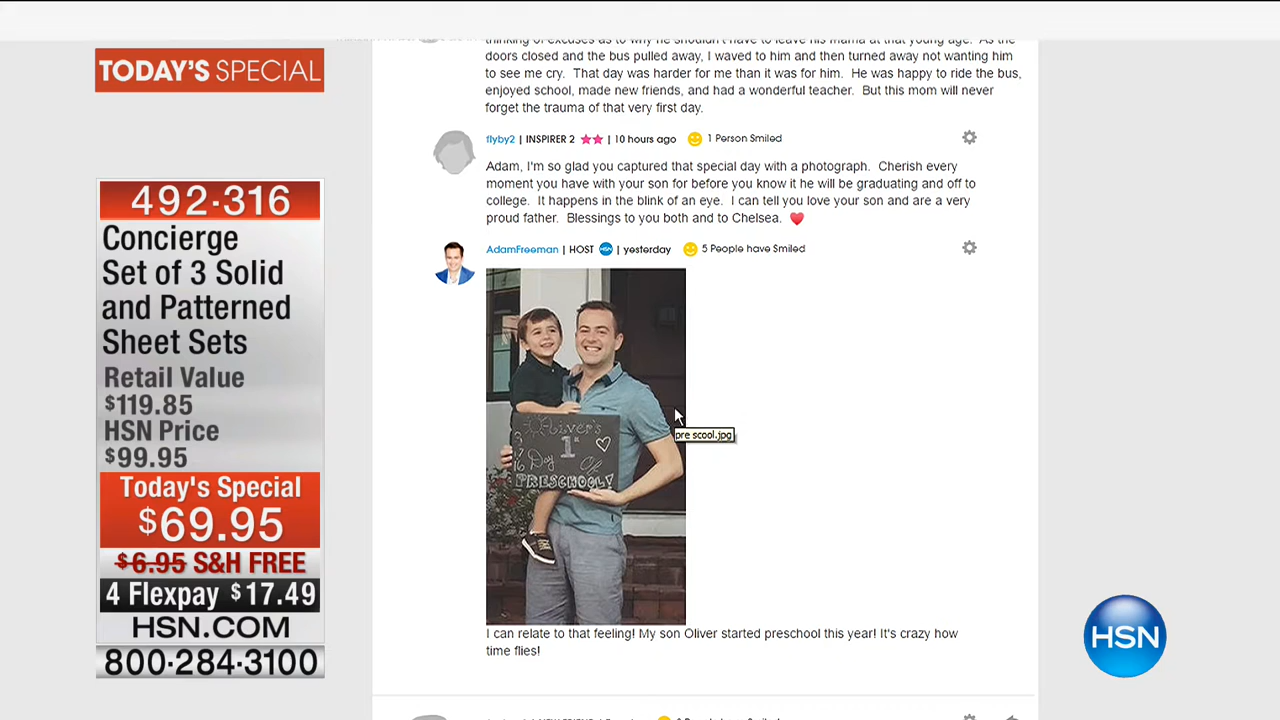 TODAY'S SPECIAL
492·316
Concierge
Set of 3 Solid
and Patterned
Sheet Sets
Retail Value
$119.85
HSN Price
$99.95
Today's Special
$69.95
$6.95 S&H FREE
4 Flexpay $17.49
HSN.COM
800·284·3100
thinking of excuses as to why he shouldn't have to leave his mama at that young age. As the
doors closed and the bus pulled away, I waved to him and then turned away not wanting him
to see me cry. That day was harder for me than it was for him. He was happy to ride the bus,
enjoyed school, made new friends, and had a wonderful teacher. But this mom will never
forget the trauma of that very first day.
flyby2 | INSPIRER 2 | 10 hours ago 1 Person Smiled
Adam, I'm so glad you captured that special day with a photograph. Cherish every
moment you have with your son for before you know it he will be graduating and off to
college. It happens in the blink of an eye. I can tell you love your son and are a very
proud father. Blessings to you both and to Chelsea.
AdamFreeman | HOST HSN | yesterday 5 People have Smiled
Oliver's
1st
Day Of
PRESCHOOL!
pre scool.jpg
I can relate to that feeling! My son Oliver started preschool this year! It's crazy how
time flies!
HSN